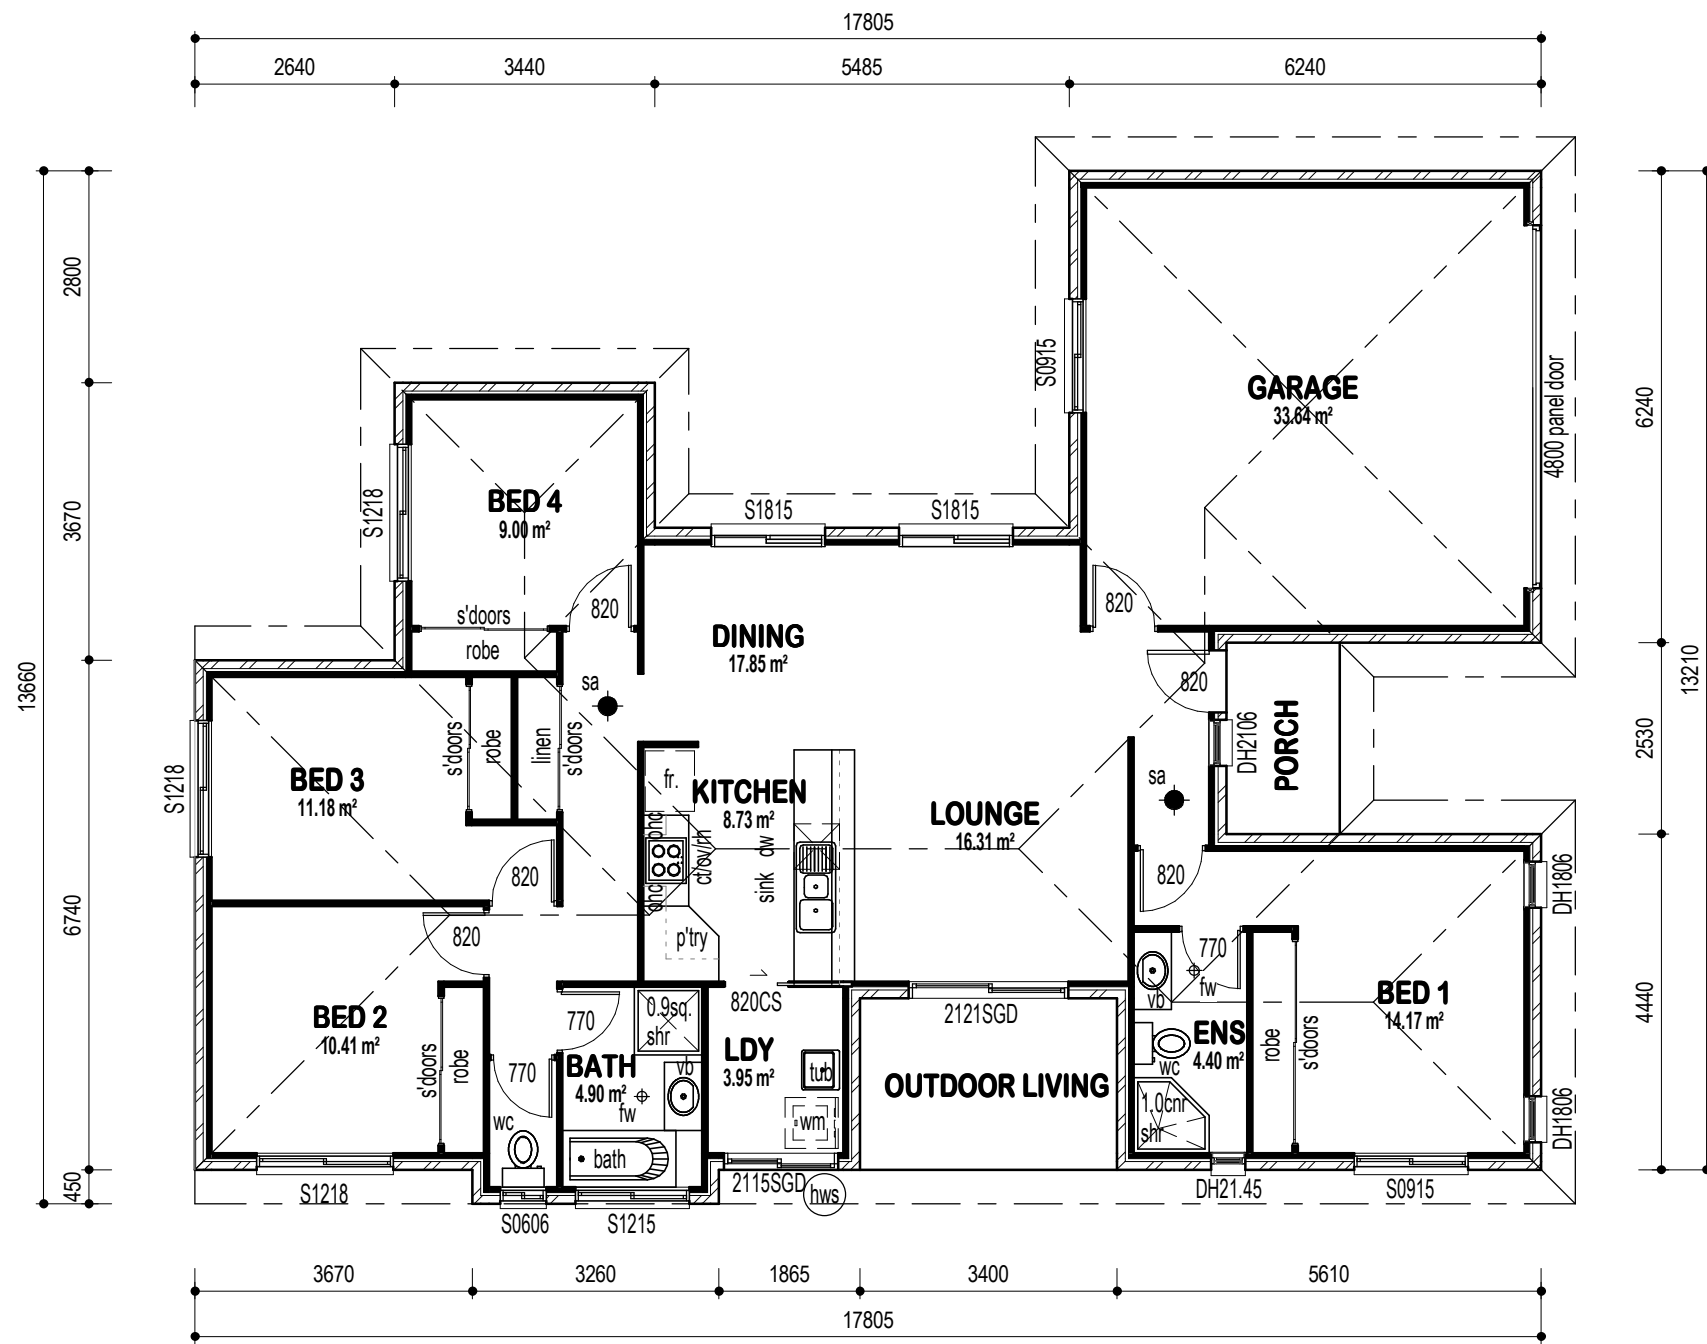 17805
2640
3440
5485
6240
13660
2800
3670
6740
450
13210
6240
2530
4440
GARAGE
33.64 m²
S0915
4800 panel door
BED 4
9.00 m²
S1218
S1815
S1815
820
s'doors
robe
DINING
17.85 m²
820
820
sa
PORCH
DH2106
sa
BED 3
11.18 m²
S1218
s'doors
robe
linen
s'doors
fr.
KITCHEN
8.73 m²
ohc
ct/ov/rh
ohc
sink
dw
p'try
LOUNGE
16.31 m²
820
820
820
DH1806
DH1806
BED 2
10.41 m²
s'doors
robe
770
770
wc
BATH
4.90 m²
fw
0.9sq.
shr
vb
bath
820CS
LDY
3.95 m²
tub
wm
2121SGD
OUTDOOR LIVING
770
vb
fw
ENS
4.40 m²
wc
1.0cnr
shr
robe
s'doors
BED 1
14.17 m²
S1218
S0606
S1215
2115SGD
hws
DH21.45
S0915
3670
3260
1865
3400
5610
17805